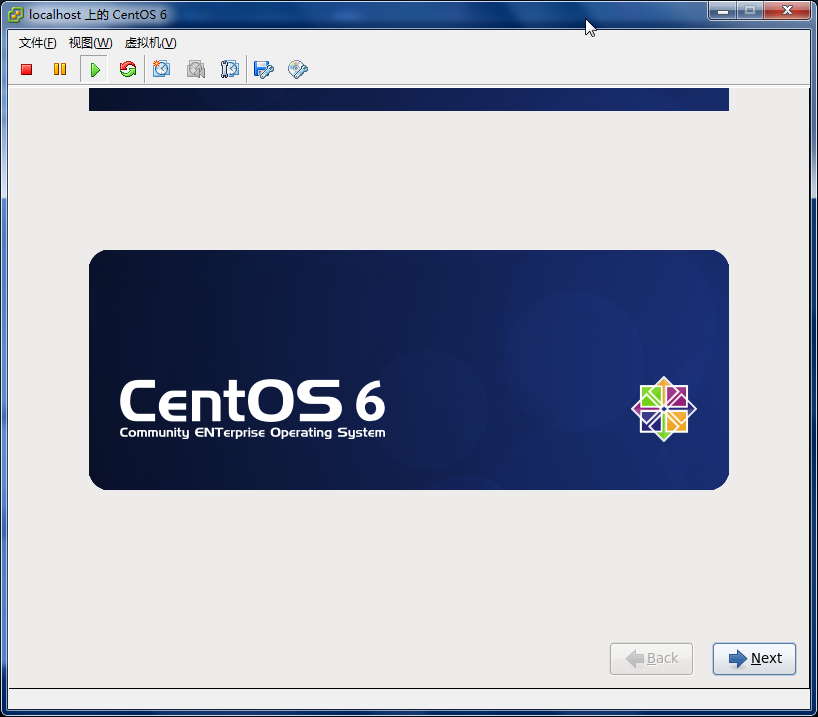 localhost 上的 CentOS 6
文件(F) 视图(W) 虚拟机(V)
CentOS 6
Community ENTerprise Operating System
Back Next